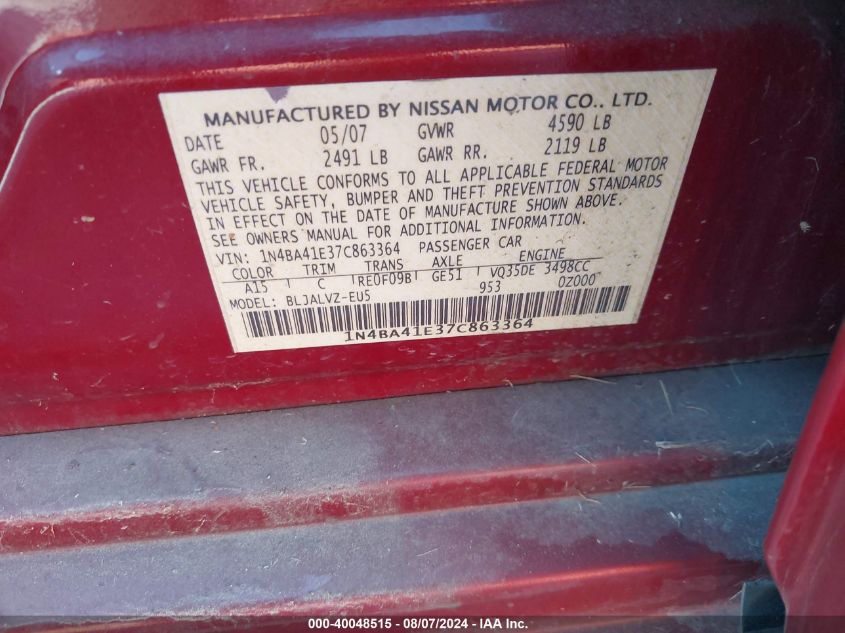 MANUFACTURED BY NISSAN MOTOR CO., LTD.
DATE 05/07 GVWR 4590 LB
GAWR FR. 2491 LB GAWR RR. 2119 LB
THIS VEHICLE CONFORMS TO ALL APPLICABLE FEDERAL MOTOR
VEHICLE SAFETY, BUMPER AND THEFT PREVENTION STANDARDS
IN EFFECT ON THE DATE OF MANUFACTURE SHOWN ABOVE.
SEE OWNERS MANUAL FOR ADDITIONAL INFORMATION.
VIN: 1N4BA41E37C863364 PASSENGER CAR
COLOR TRIM TRANS AXLE ENGINE
A15 C RE0F09B GE51 VQ35DE 3498CC
MODEL: BLJALVZ-EU5 953 0Z000
1N4BA41E37C863364
000-40048515 - 08/07/2024 - IAA Inc.